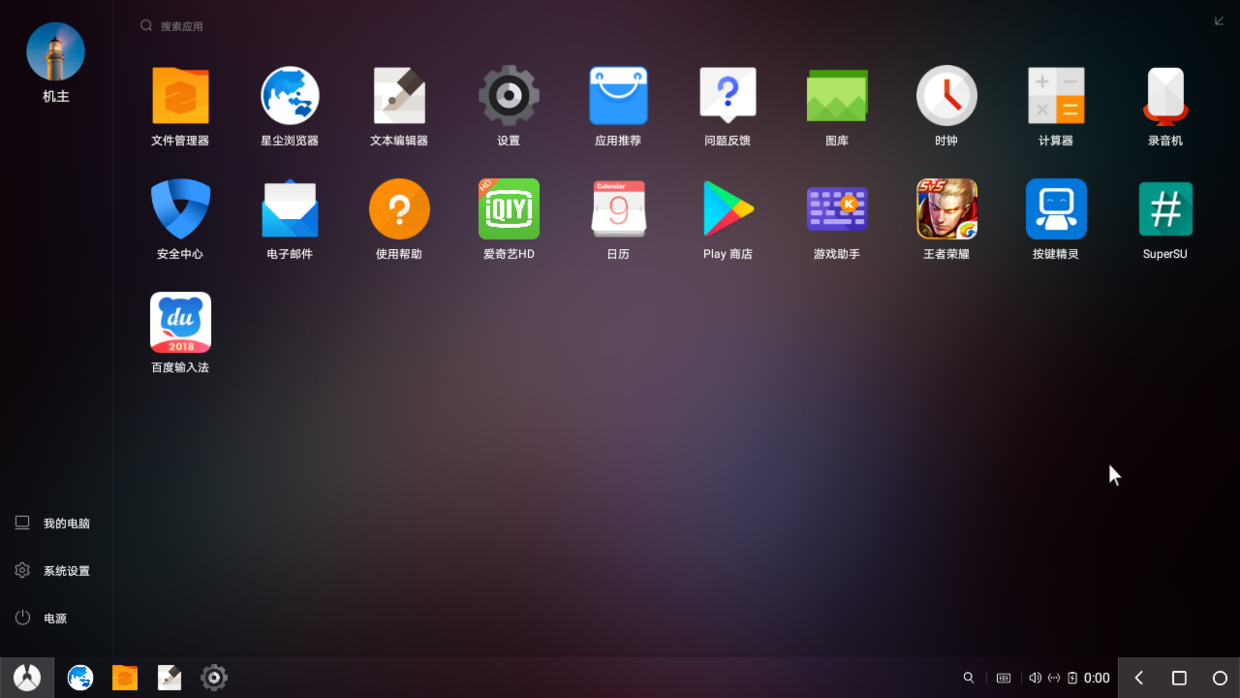 搜索应用
机主
文件管理器
星尘浏览器
文本编辑器
设置
应用推荐
问题反馈
图库
时钟
计算器
录音机
HD
iQIY
Calendar
9
K
5v5
安全中心
电子邮件
使用帮助
爱奇艺HD
日历
Play 商店
游戏助手
王者荣耀
按键精灵
SuperSU
du
2018
百度输入法
我的电脑
系统设置
电源
0:00